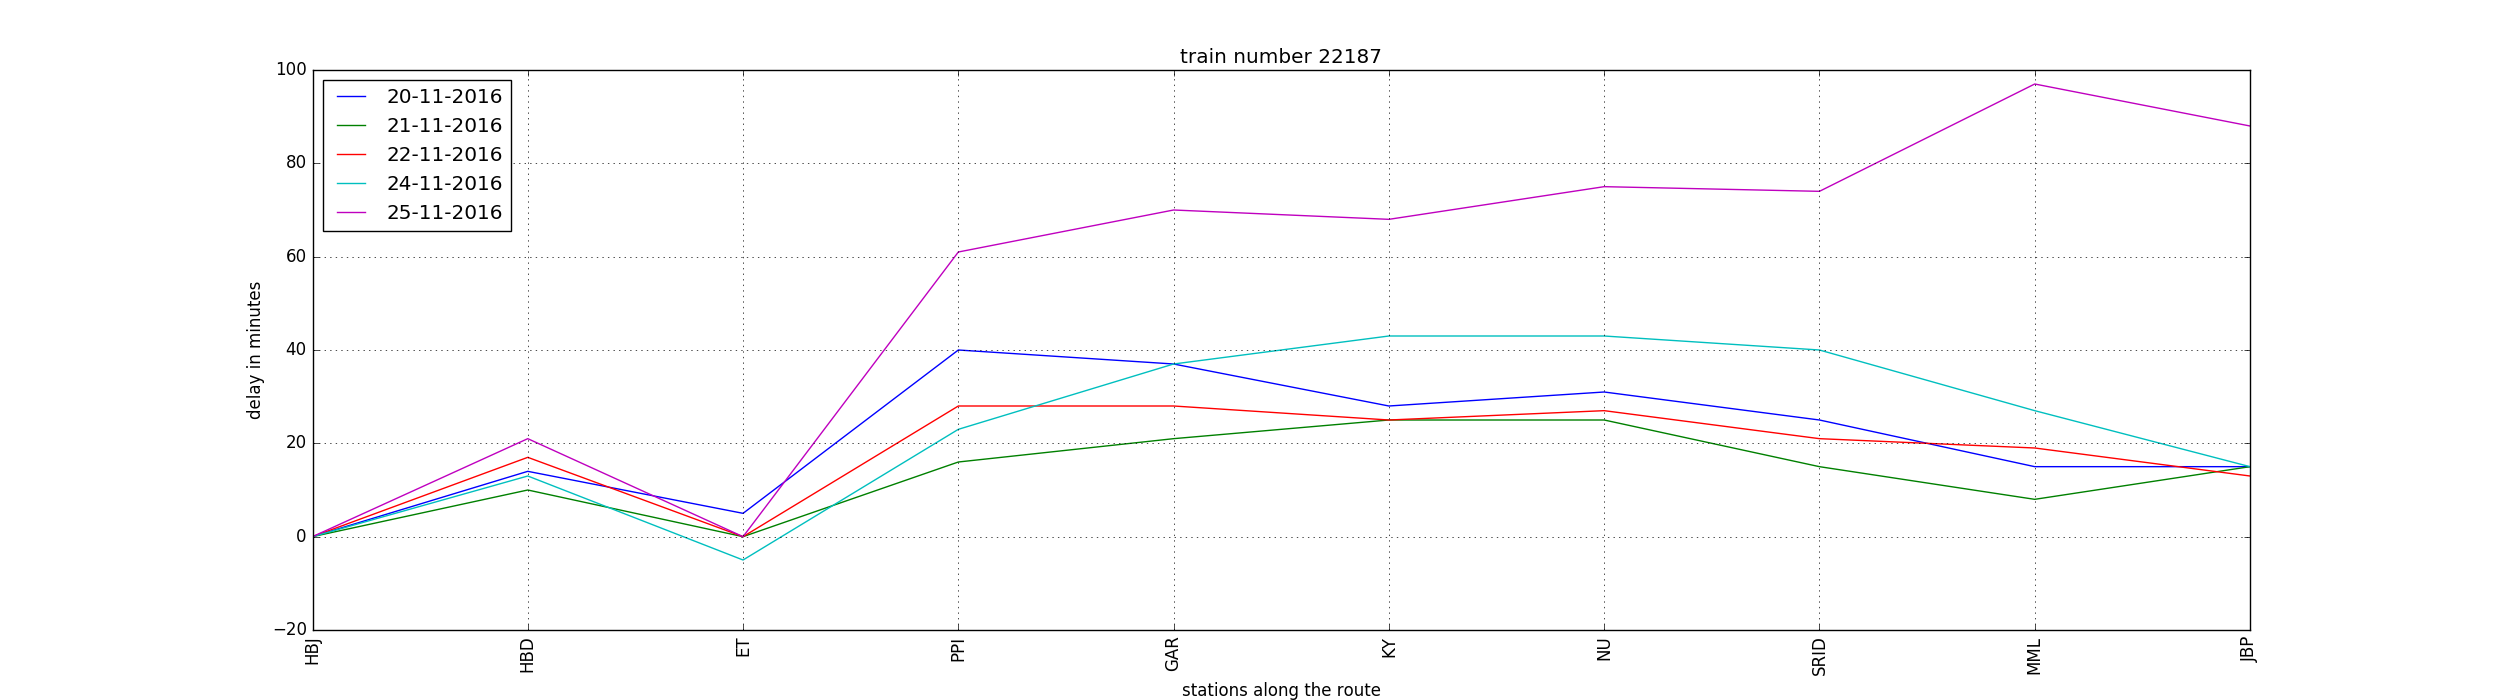 train number 22187
100
80
60
40
20
0
−20
delay in minutes
20-11-2016
21-11-2016
22-11-2016
24-11-2016
25-11-2016
HBJ
HBD
ET
PPI
GAR
KY
NU
SRID
MML
JBP
stations along the route